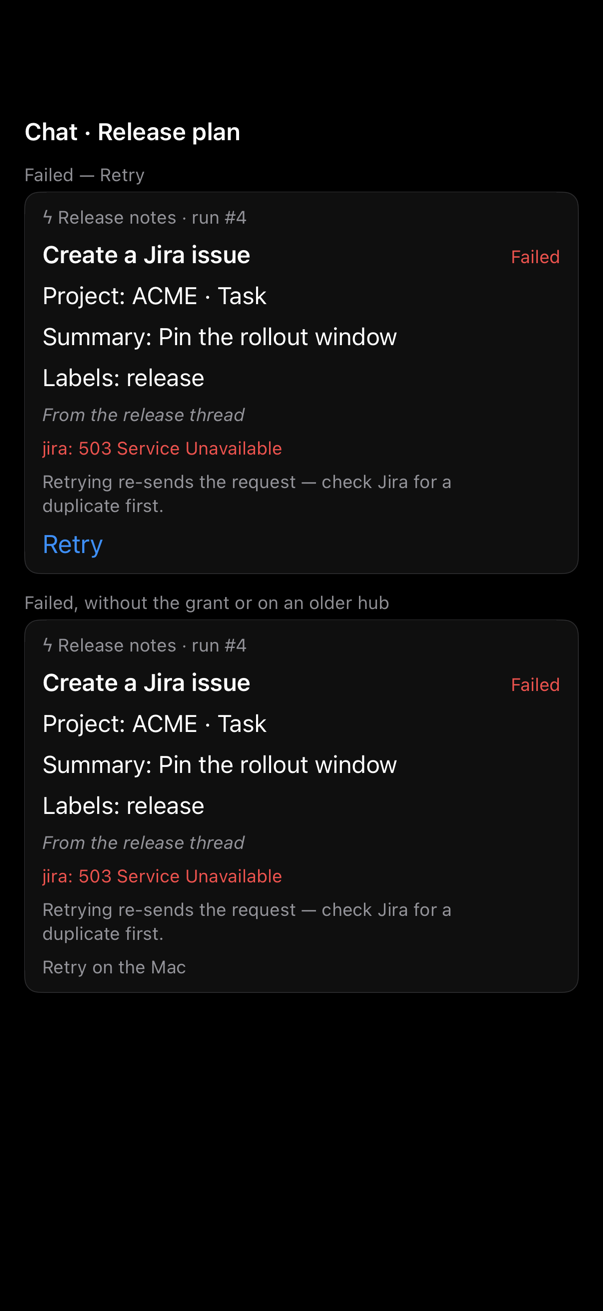 Chat · Release plan
Failed — Retry
ϟ Release notes · run #4
Create a Jira issue
Failed
Project: ACME · Task
Summary: Pin the rollout window
Labels: release
From the release thread
jira: 503 Service Unavailable
Retrying re-sends the request — check Jira for a
duplicate first.
Retry
Failed, without the grant or on an older hub
ϟ Release notes · run #4
Create a Jira issue
Failed
Project: ACME · Task
Summary: Pin the rollout window
Labels: release
From the release thread
jira: 503 Service Unavailable
Retrying re-sends the request — check Jira for a
duplicate first.
Retry on the Mac